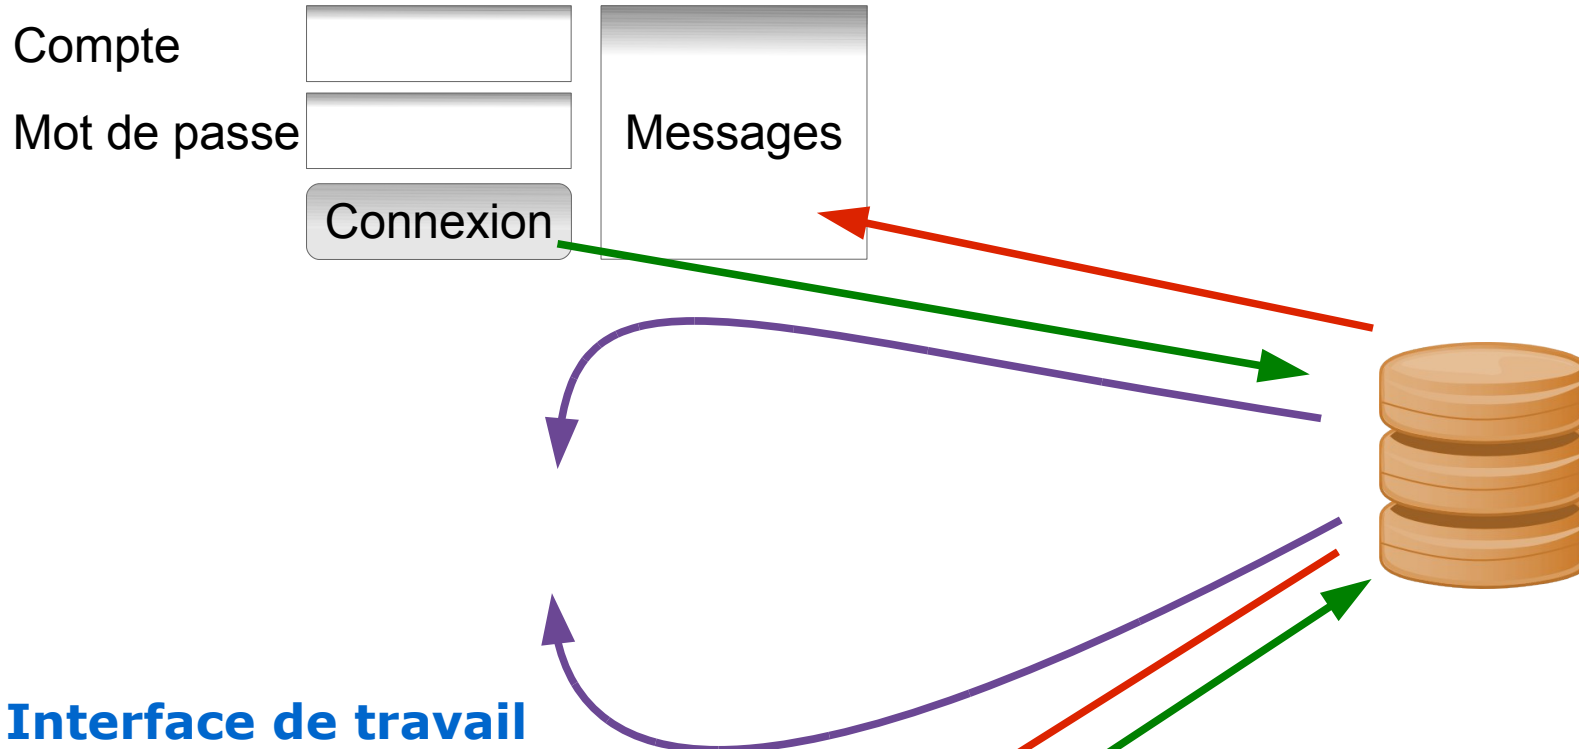 Compte
Mot de passe
Messages
Connexion
Interface de travail